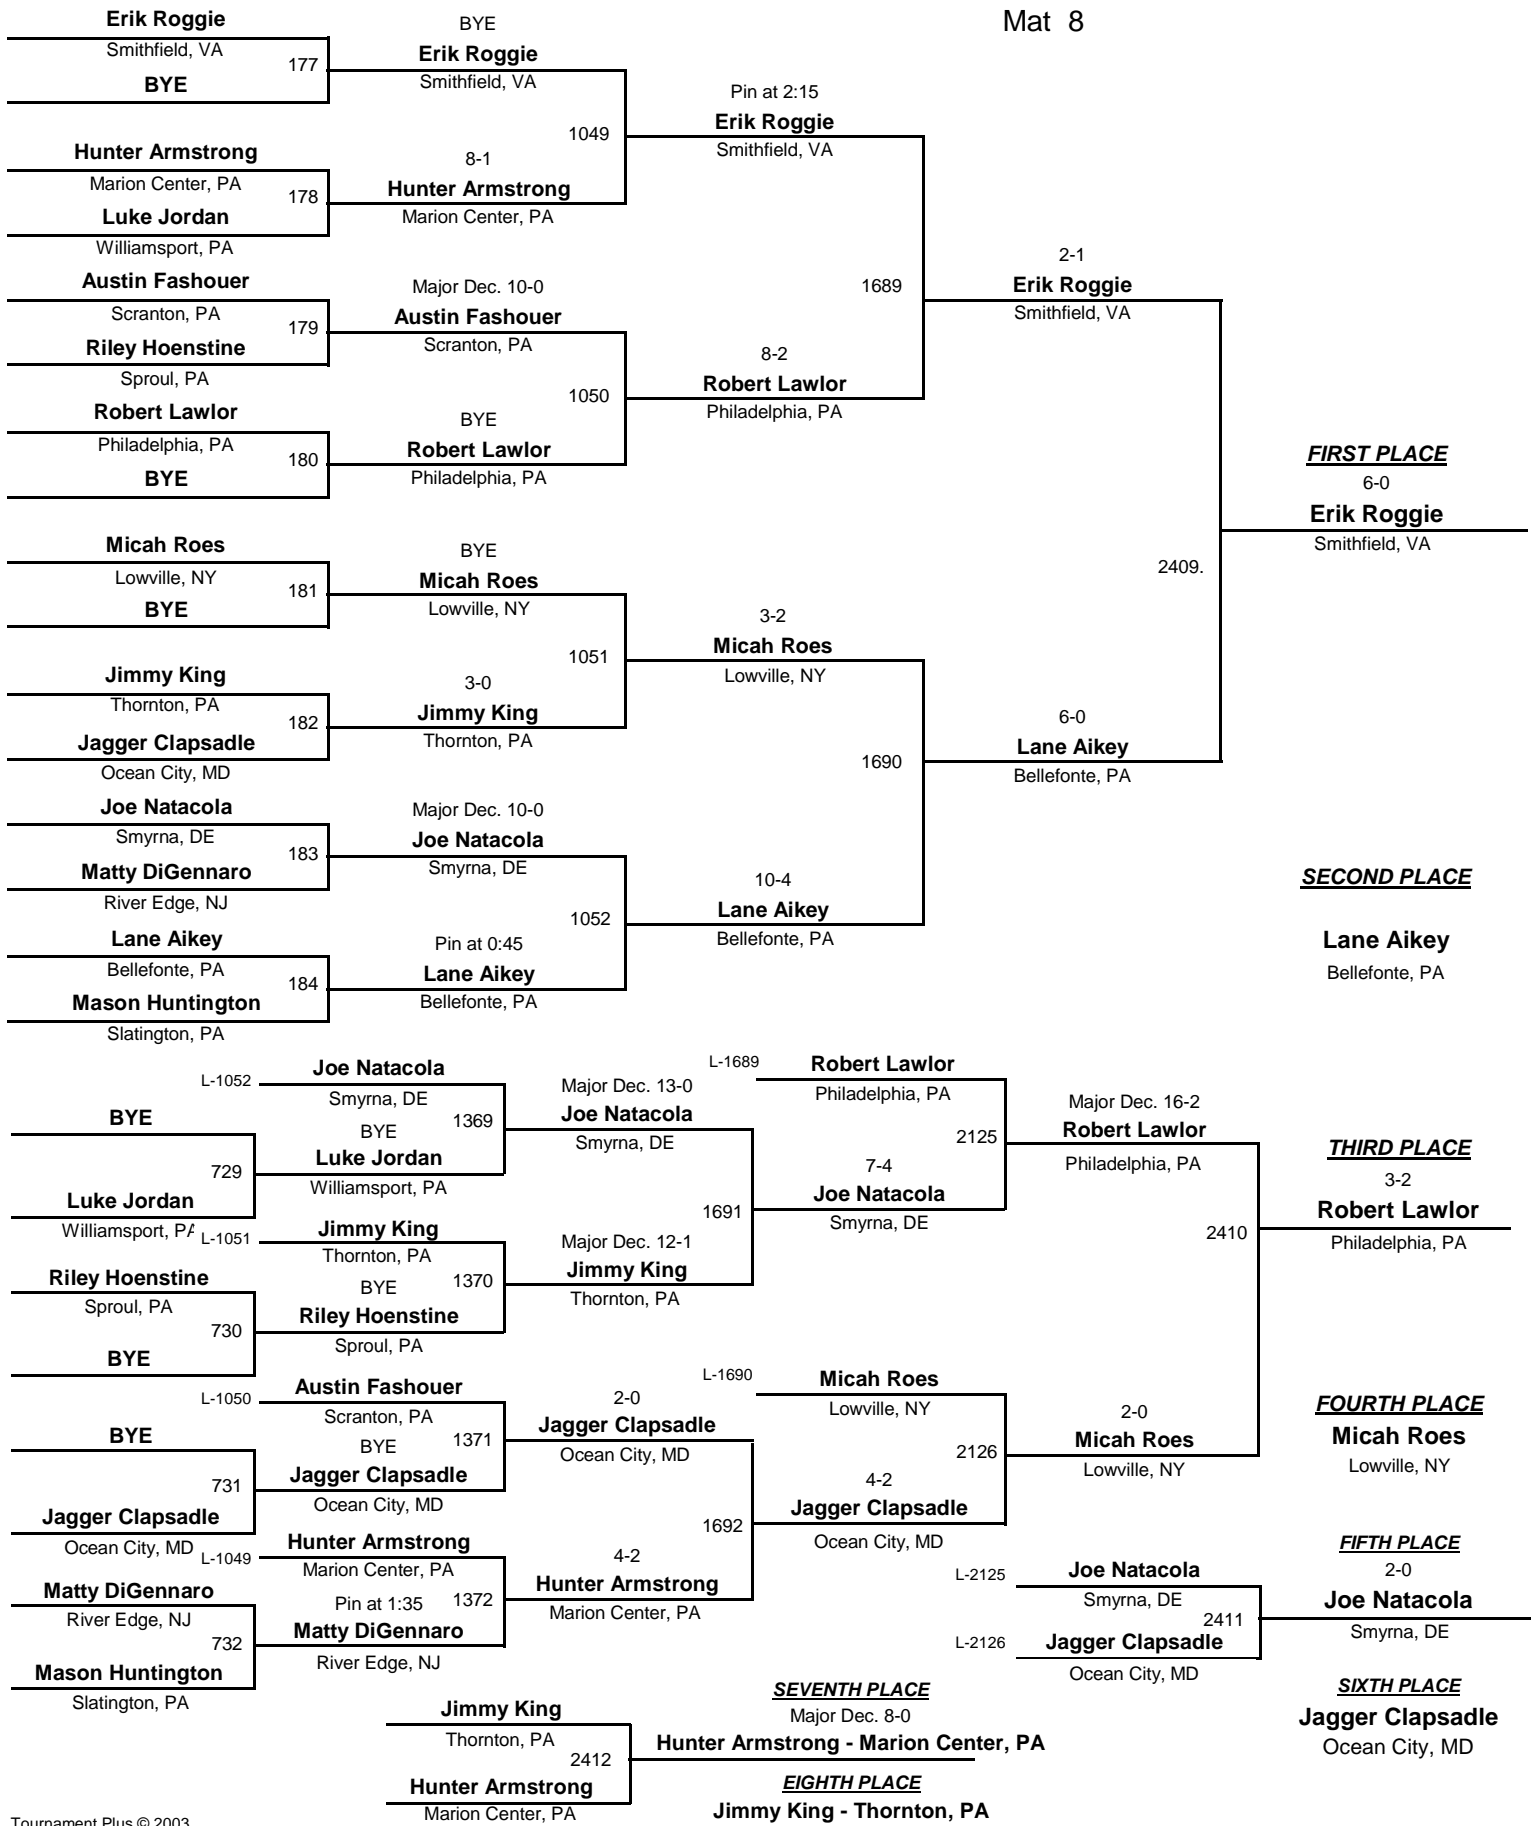 Mat 8
Erik Roggie
Smithfield, VA
177
BYE
BYE
Erik Roggie
Smithfield, VA
Hunter Armstrong
Marion Center, PA
178
Luke Jordan
Williamsport, PA
8-1
Hunter Armstrong
Marion Center, PA
1049
Pin at 2:15
Erik Roggie
Smithfield, VA
Austin Fashouer
Scranton, PA
179
Riley Hoenstine
Sproul, PA
Major Dec. 10-0
Austin Fashouer
Scranton, PA
Robert Lawlor
Philadelphia, PA
180
BYE
BYE
Robert Lawlor
Philadelphia, PA
1050
8-2
Robert Lawlor
Philadelphia, PA
1689
2-1
Erik Roggie
Smithfield, VA
Micah Roes
Lowville, NY
181
BYE
BYE
Micah Roes
Lowville, NY
Jimmy King
Thornton, PA
182
Jagger Clapsadle
Ocean City, MD
3-0
Jimmy King
Thornton, PA
1051
3-2
Micah Roes
Lowville, NY
Joe Natacola
Smyrna, DE
183
Matty DiGennaro
River Edge, NJ
Major Dec. 10-0
Joe Natacola
Smyrna, DE
Lane Aikey
Bellefonte, PA
184
Mason Huntington
Slatington, PA
Pin at 0:45
Lane Aikey
Bellefonte, PA
1052
10-4
Lane Aikey
Bellefonte, PA
1690
6-0
Lane Aikey
Bellefonte, PA
2409.
FIRST PLACE
6-0
Erik Roggie
Smithfield, VA
SECOND PLACE
Lane Aikey
Bellefonte, PA
L-1052
Joe Natacola
Smyrna, DE
BYE
729
Luke Jordan
Williamsport, PA
BYE
Luke Jordan
Williamsport, PA
1369
Major Dec. 13-0
Joe Natacola
Smyrna, DE
L-1051
Jimmy King
Thornton, PA
Riley Hoenstine
Sproul, PA
730
BYE
BYE
Riley Hoenstine
Sproul, PA
1370
Major Dec. 12-1
Jimmy King
Thornton, PA
1691
L-1689
Robert Lawlor
Philadelphia, PA
7-4
Joe Natacola
Smyrna, DE
2125
Major Dec. 16-2
Robert Lawlor
Philadelphia, PA
L-1050
Austin Fashouer
Scranton, PA
BYE
731
Jagger Clapsadle
Ocean City, MD
BYE
Jagger Clapsadle
Ocean City, MD
1371
2-0
Jagger Clapsadle
Ocean City, MD
L-1049
Hunter Armstrong
Marion Center, PA
Matty DiGennaro
River Edge, NJ
732
Mason Huntington
Slatington, PA
Pin at 1:35
Matty DiGennaro
River Edge, NJ
1372
4-2
Hunter Armstrong
Marion Center, PA
1692
L-1690
Micah Roes
Lowville, NY
4-2
Jagger Clapsadle
Ocean City, MD
2126
2-0
Micah Roes
Lowville, NY
2410
THIRD PLACE
3-2
Robert Lawlor
Philadelphia, PA
FOURTH PLACE
Micah Roes
Lowville, NY
L-2125
Joe Natacola
Smyrna, DE
L-2126
Jagger Clapsadle
Ocean City, MD
2411
FIFTH PLACE
2-0
Joe Natacola
Smyrna, DE
SIXTH PLACE
Jagger Clapsadle
Ocean City, MD
Jimmy King
Thornton, PA
2412
Hunter Armstrong
Marion Center, PA
SEVENTH PLACE
Major Dec. 8-0
Hunter Armstrong - Marion Center, PA
EIGHTH PLACE
Jimmy King - Thornton, PA
Tournament Plus © 2003